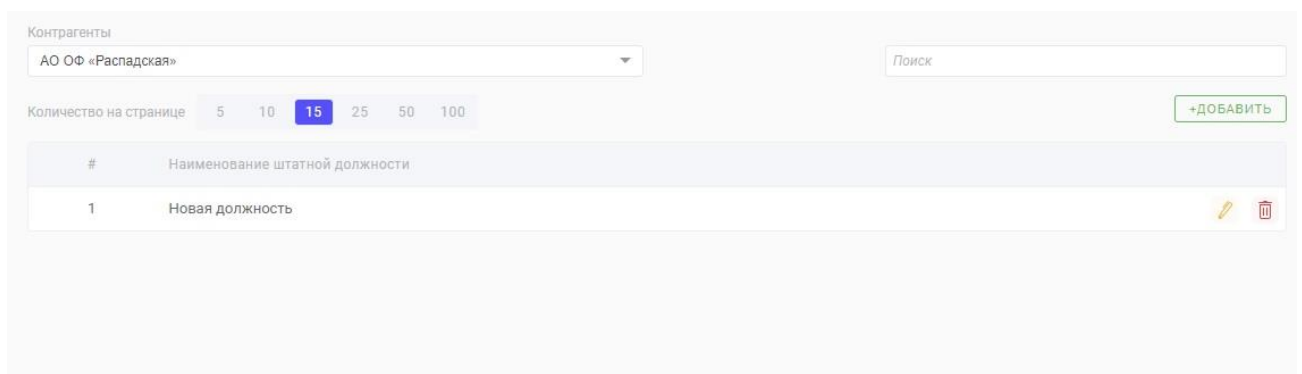 Контрагенты
АО ОФ «Распадская»
Поиск
Количество на странице 5 10 15 25 50 100
+ДОБАВИТЬ
# Наименование штатной должности
1 Новая должность